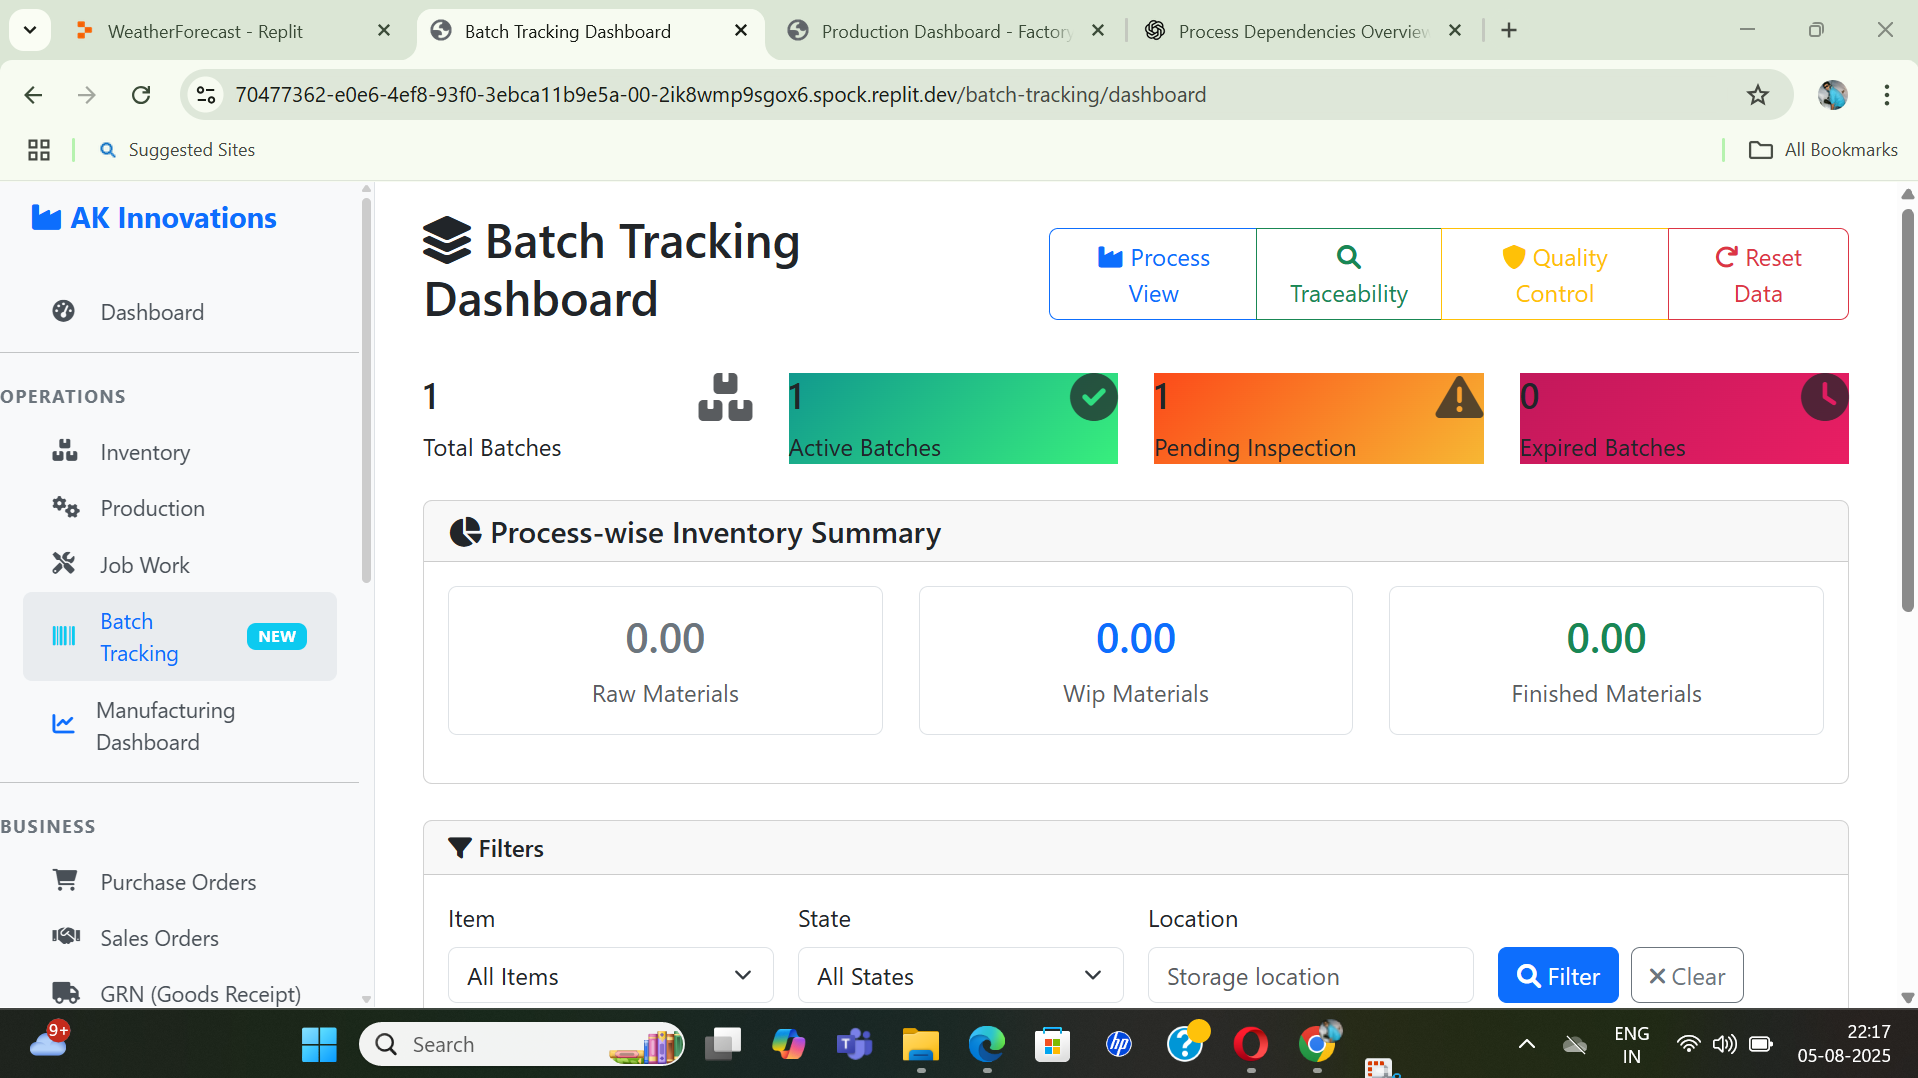 WeatherForecast - Replit
Batch Tracking Dashboard
Production Dashboard - Factory
Process Dependencies Overview
70477362-e0e6-4ef8-93f0-3ebca11b9e5a-00-2ik8wmp9sgox6.spock.replit.dev/batch-tracking/dashboard
Suggested Sites
All Bookmarks
AK Innovations
Dashboard
OPERATIONS
Inventory
Production
Job Work
Batch
Tracking
NEW
Manufacturing
Dashboard
BUSINESS
Purchase Orders
Sales Orders
GRN (Goods Receipt)
Batch Tracking
Dashboard
Process
View
Traceability
Quality
Control
Reset
Data
1
Total Batches
1
Active Batches
1
Pending Inspection
0
Expired Batches
Process-wise Inventory Summary
0.00
Raw Materials
0.00
Wip Materials
0.00
Finished Materials
Filters
Item
State
Location
All Items
All States
Storage location
Filter
Clear
9+
Search
T
hp
?
ENG
IN
22:17
05-08-2025